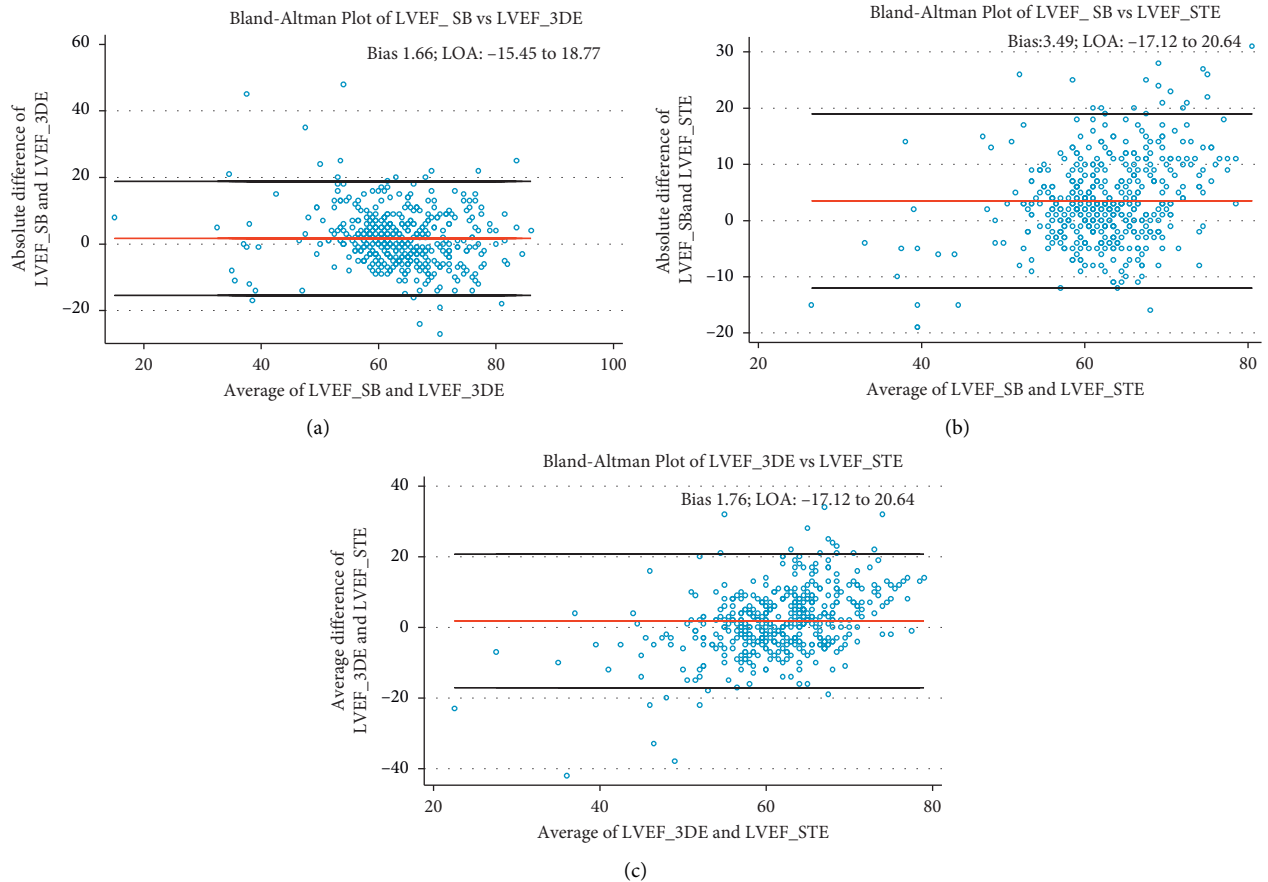 Bland-Altman Plot of LVEF_ SB vs LVEF_3DE
Bias 1.66; LOA: –15.45 to 18.77
Absolute difference of
LVEF_SB and LVEF_3DE
60
40
20
0
–20
20
40
60
80
100
Average of LVEF_SB and LVEF_3DE
(a)
Bland-Altman Plot of LVEF_ SB vs LVEF_STE
Bias:3.49; LOA: –17.12 to 20.64
Absolute difference of
LVEF_SBand LVEF_STE
30
20
10
0
–10
–20
20
40
60
80
Average of LVEF_SB and LVEF_STE
(b)
Bland-Altman Plot of LVEF_3DE vs LVEF_STE
Bias 1.76; LOA: –17.12 to 20.64
Average difference of
LVEF_3DE and LVEF_STE
40
20
0
–20
–40
20
40
60
80
Average of LVEF_3DE and LVEF_STE
(c)